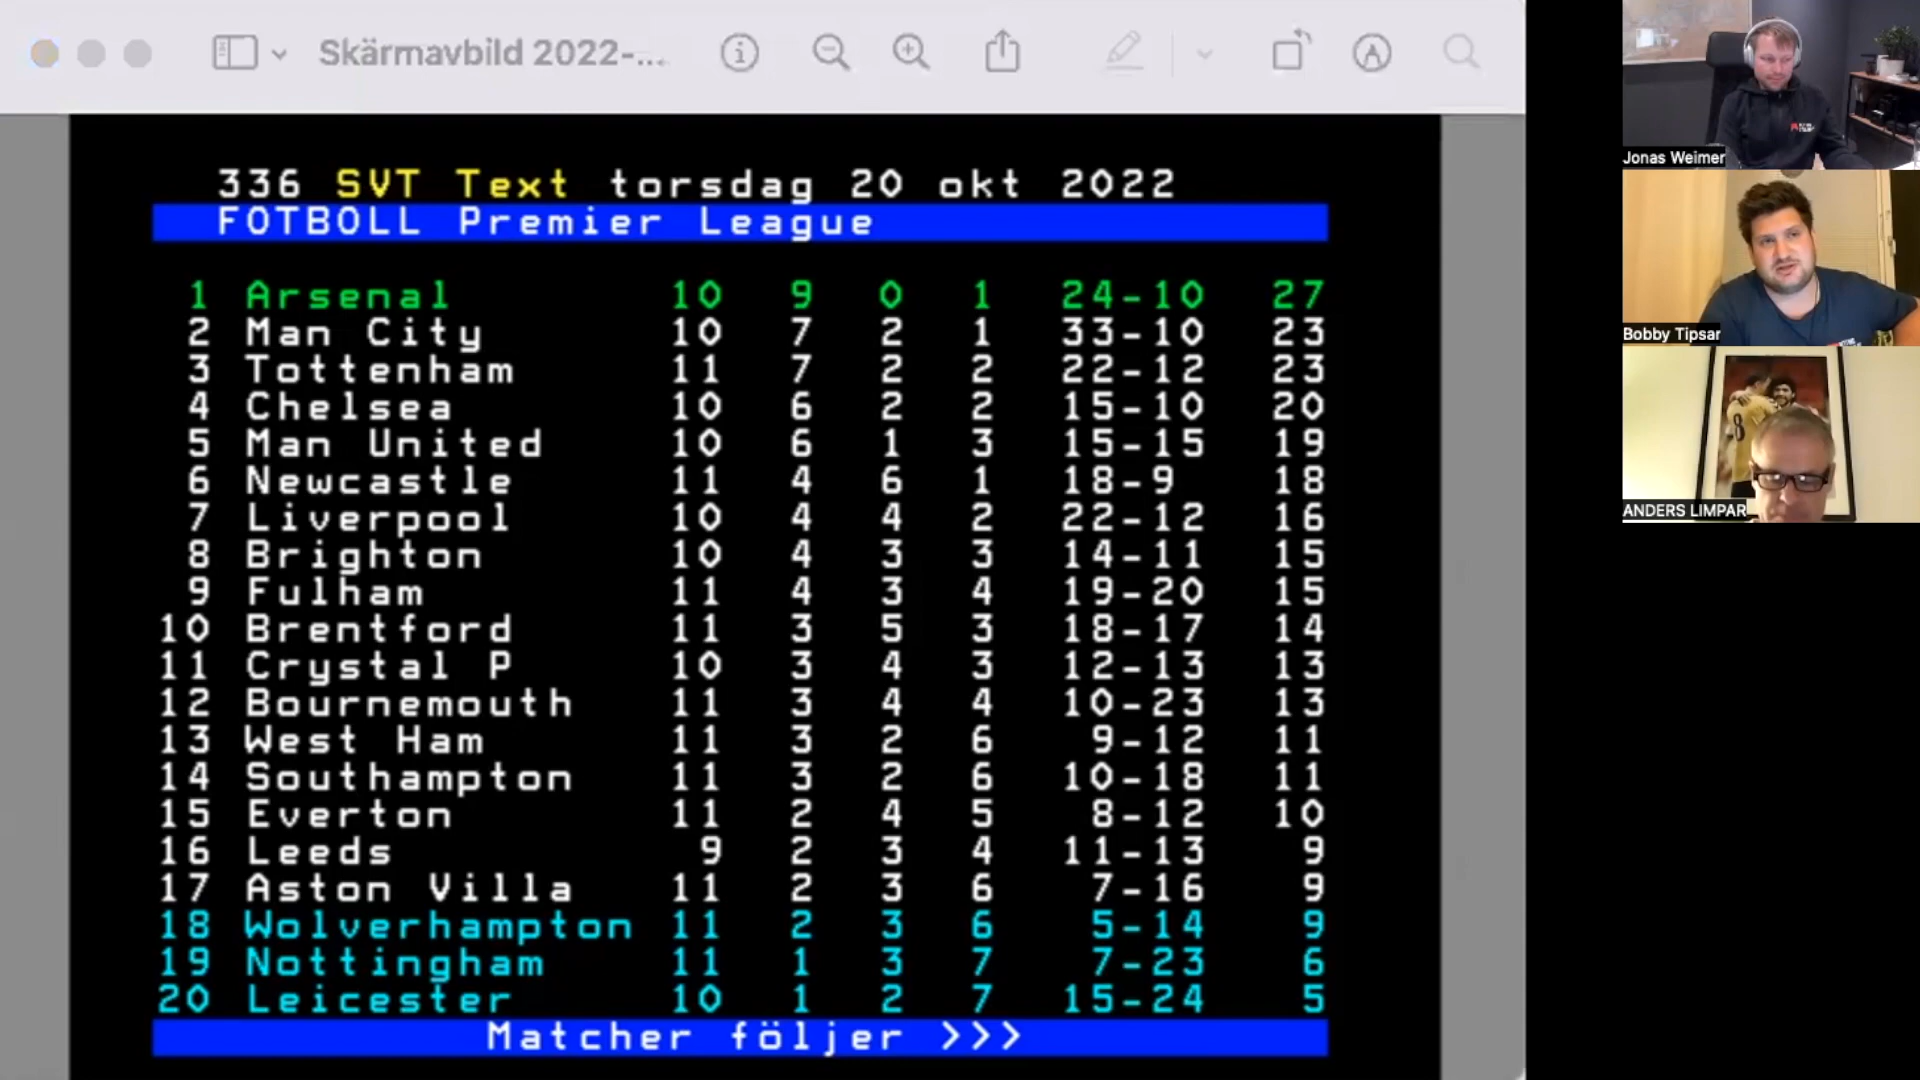 Skärmavbild 2022-...
336 SVT Text torsdag 20 okt 2022
FOTBOLL Premier League
1 Arsenal 10 9 0 1 24-10 27
2 Man City 10 7 2 1 33-10 23
3 Tottenham 11 7 2 2 22-12 23
4 Chelsea 10 6 2 2 15-10 20
5 Man United 10 6 1 3 15-15 19
6 Newcastle 11 4 6 1 18-9 18
7 Liverpool 10 4 4 2 22-12 16
8 Brighton 10 4 3 3 14-11 15
9 Fulham 11 4 3 4 19-20 15
10 Brentford 11 3 5 3 18-17 14
11 Crystal P 10 3 4 3 12-13 13
12 Bournemouth 11 3 4 4 10-23 13
13 West Ham 11 3 2 6 9-12 11
14 Southampton 11 3 2 6 10-18 11
15 Everton 11 2 4 5 8-12 10
16 Leeds 9 2 3 4 11-13 9
17 Aston Villa 11 2 3 6 7-16 9
18 Wolverhampton 11 2 3 6 5-14 9
19 Nottingham 11 1 3 7 7-23 6
20 Leicester 10 1 2 7 15-24 5
Matcher följer >>>
Jonas Weimer
Bobby Tipsar
8
ANDERS LIMPAR